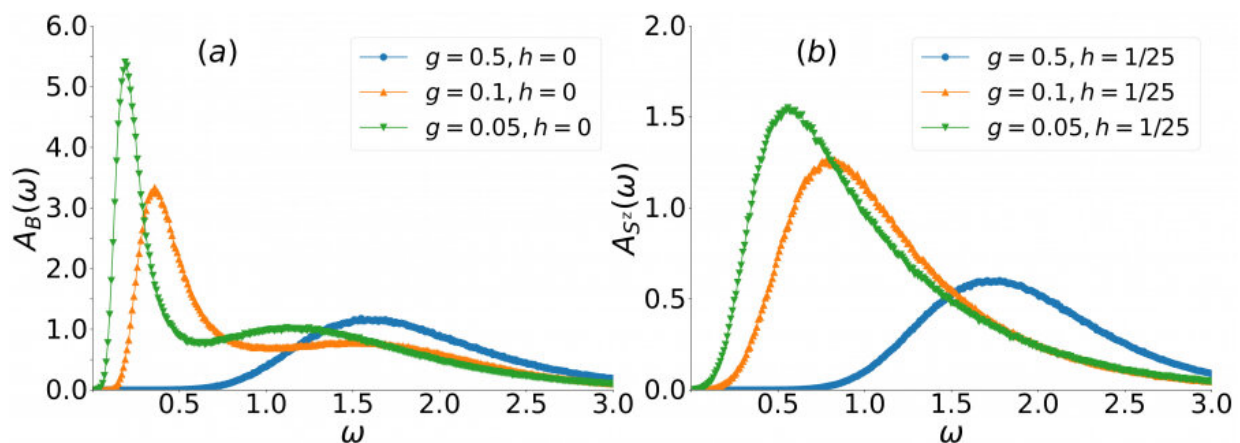 6.0
5.0
4.0
3.0
2.0
1.0
0.0
A_B(ω)
(a)
g = 0.5, h = 0
g = 0.1, h = 0
g = 0.05, h = 0
0.5 1.0 1.5 2.0 2.5 3.0
ω
2.0
1.5
1.0
0.5
0.0
A_{S^z}(ω)
(b)
g = 0.5, h = 1/25
g = 0.1, h = 1/25
g = 0.05, h = 1/25
0.5 1.0 1.5 2.0 2.5 3.0
ω